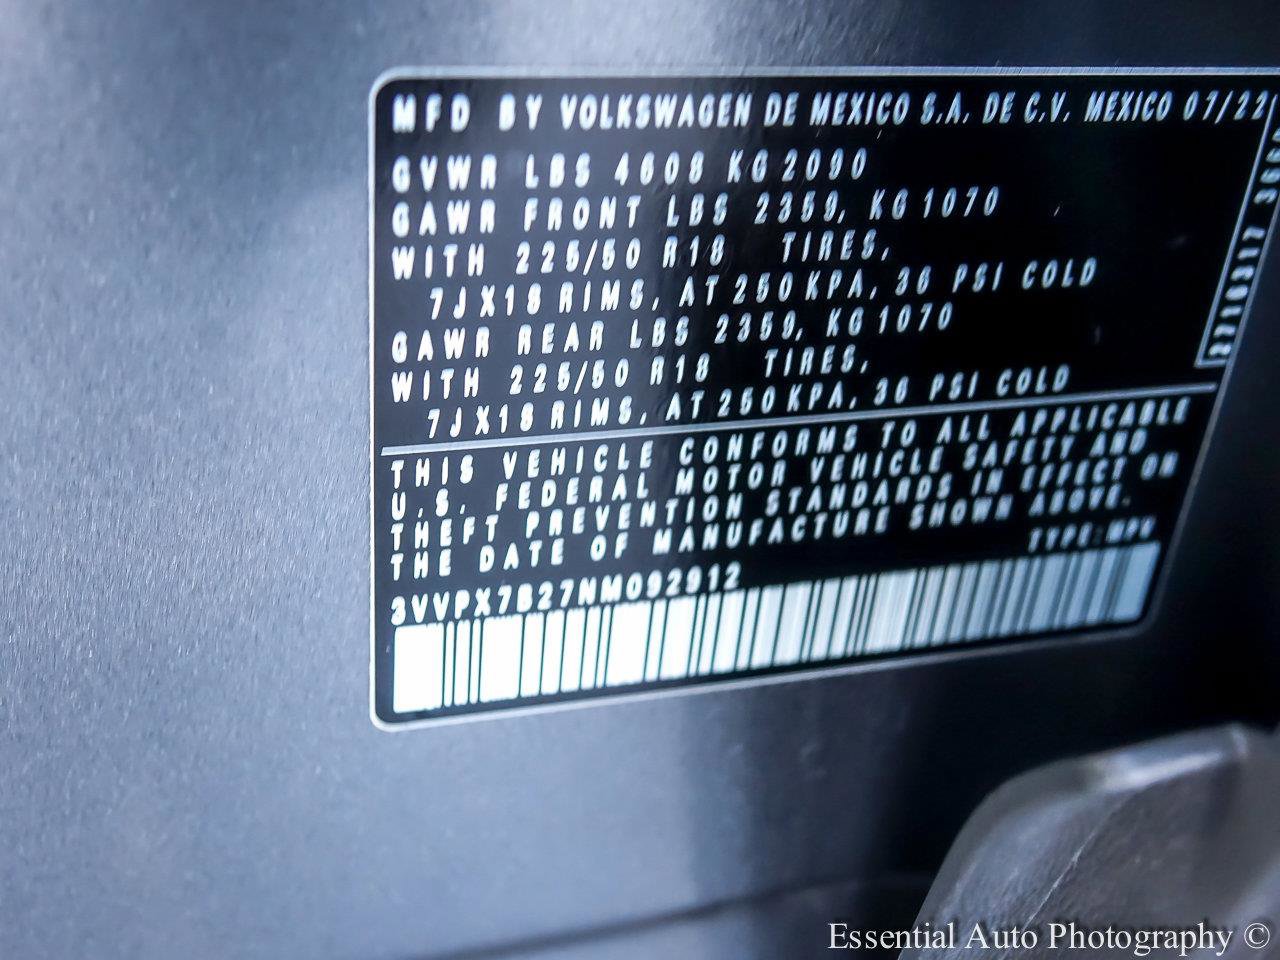 MFD BY VOLKSWAGEN DE MEXICO S.A. DE C.V. MEXICO 07/22
GVWR LBS 4608 KG 2090
GAWR FRONT LBS 2359, KG 1070
WITH 225/50 R18 TIRES,
7JX18 RIMS, AT 250 KPA, 36 PSI COLD
GAWR REAR LBS 2359, KG 1070
WITH 225/50 R18 TIRES,
7JX18 RIMS, AT 250 KPA, 36 PSI COLD
THIS VEHICLE CONFORMS TO ALL APPLICABLE
U.S. FEDERAL MOTOR VEHICLE SAFETY AND
THEFT PREVENTION STANDARDS IN EFFECT ON
THE DATE OF MANUFACTURE SHOWN ABOVE.
TYPE:MPV
3VVPX7B27NM092912
Essential Auto Photography ©